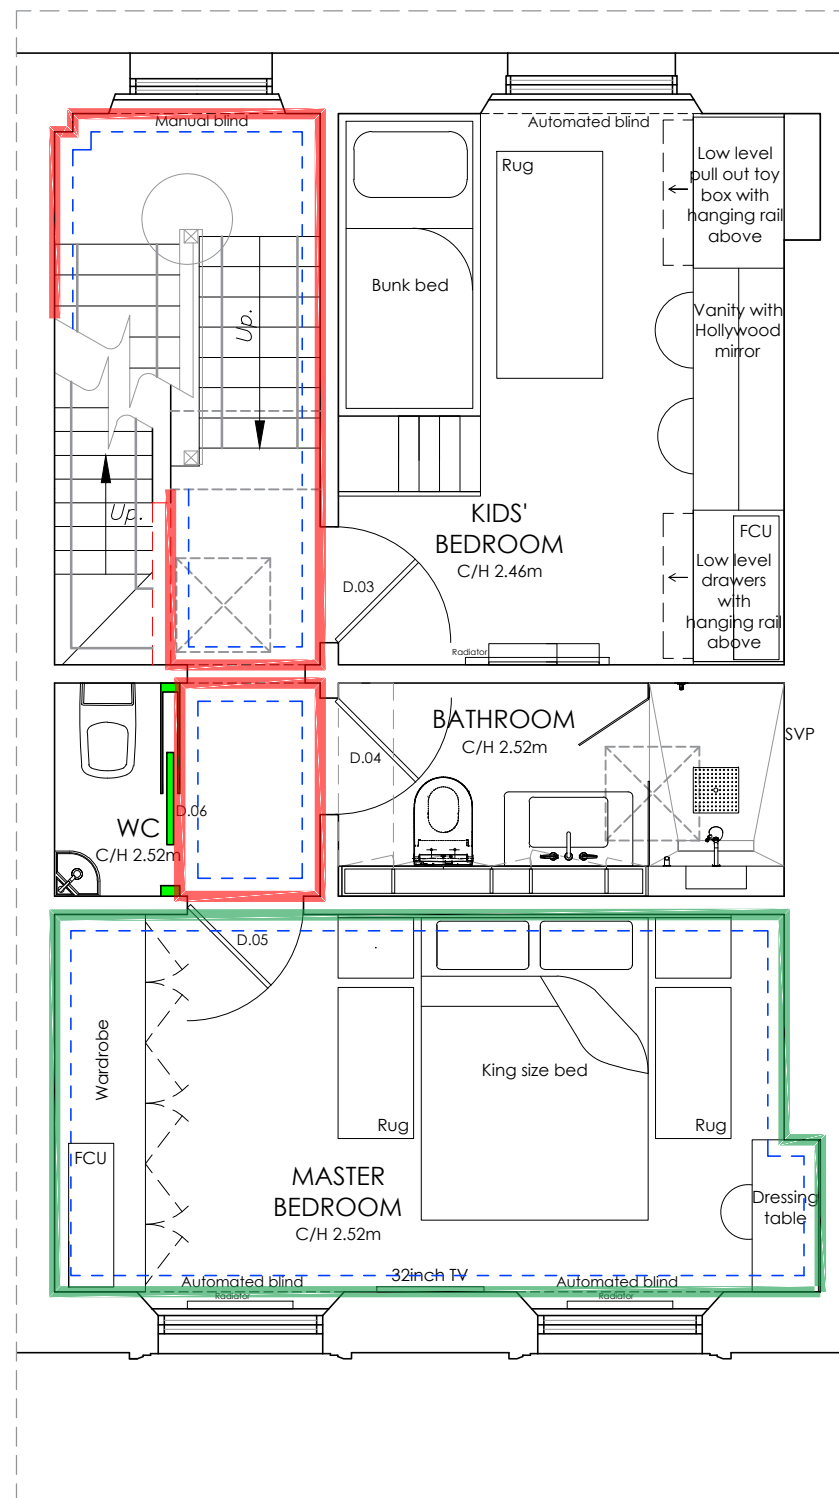 Manual blind
Automated blind
Rug
Low level
pull out toy
box with
hanging rail
above
Bunk bed
Vanity with
Hollywood
mirror
Up.
Up.
KIDS'
BEDROOM
C/H 2.46m
FCU
Low level
drawers
with
hanging rail
above
D.03
Radiator
BATHROOM
C/H 2.52m
SVP
D.04
D.06
WC
C/H 2.52m
D.05
Wardrobe
King size bed
Rug
Rug
FCU
MASTER
BEDROOM
C/H 2.52m
Dressing
table
32inch TV
Automated blind
Automated blind
Radiator
Radiator